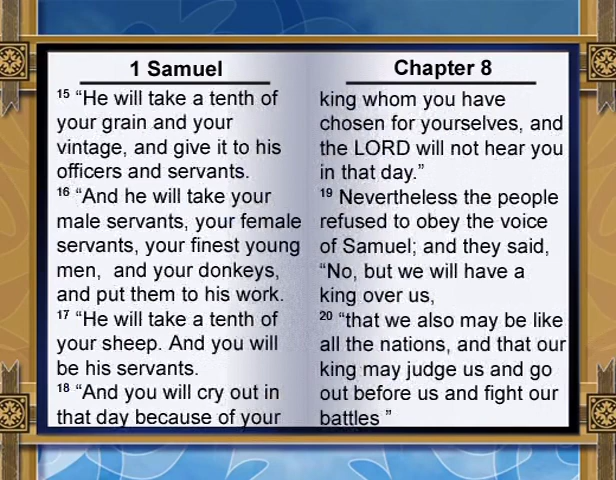 1 Samuel
15 “He will take a tenth of
your grain and your
vintage, and give it to his
officers and servants.
16 “And he will take your
male servants, your female
servants, your finest young
men,  and your donkeys,
and put them to his work.
17 “He will take a tenth of
your sheep. And you will
be his servants.
18 “And you will cry out in
that day because of your
Chapter 8
king whom you have
chosen for yourselves, and
the LORD will not hear you
in that day.”
19 Nevertheless the people
refused to obey the voice
of Samuel; and they said,
“No, but we will have a
king over us,
20 “that we also may be like
all the nations, and that our
king may judge us and go
out before us and fight our
battles ”